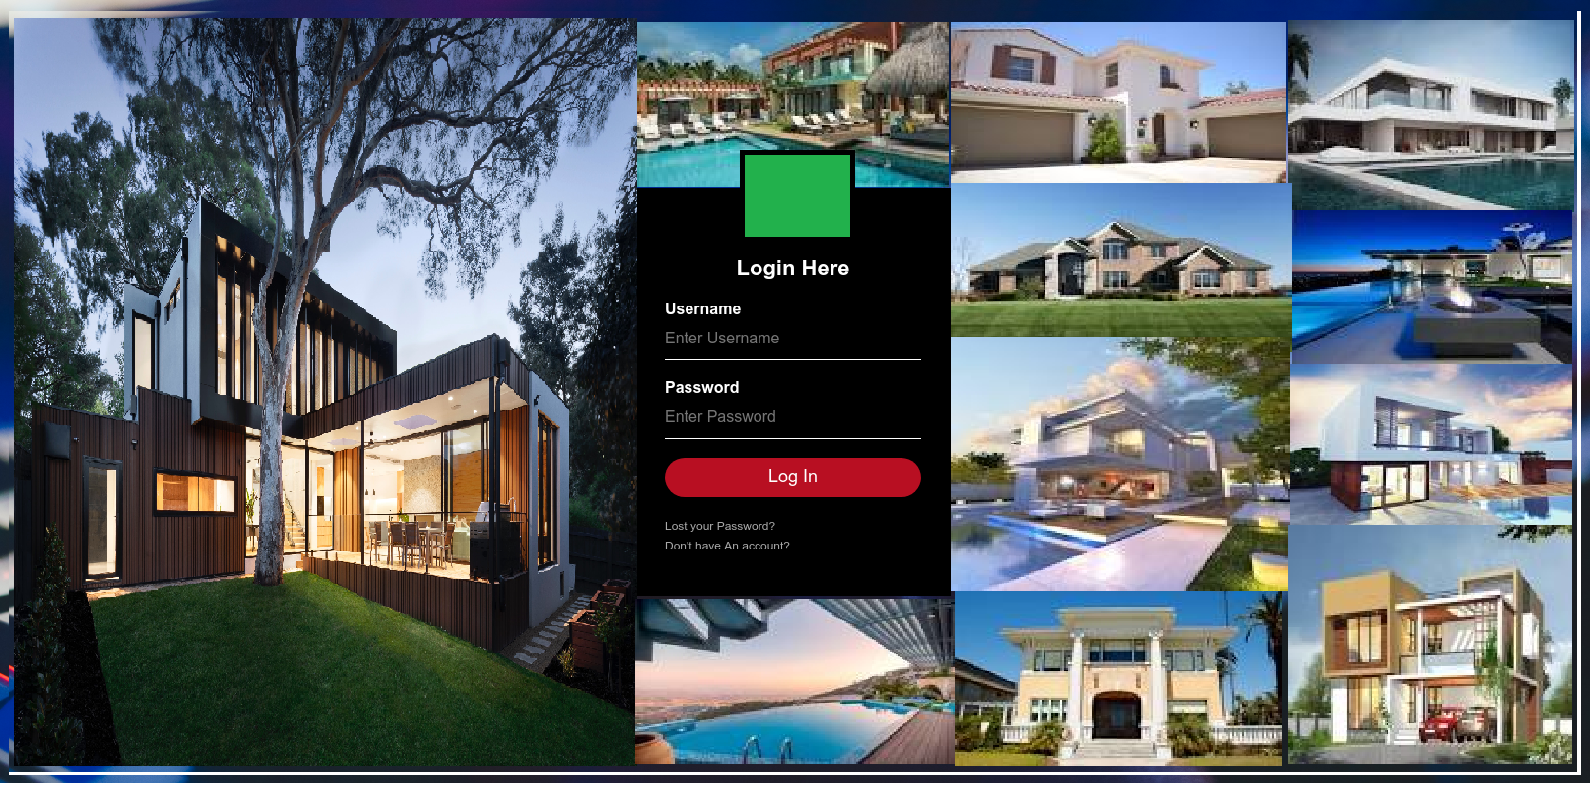 Login Here
Username
Enter Username
Password
Enter Password
Log In
Lost your Password?
Don't have An account?